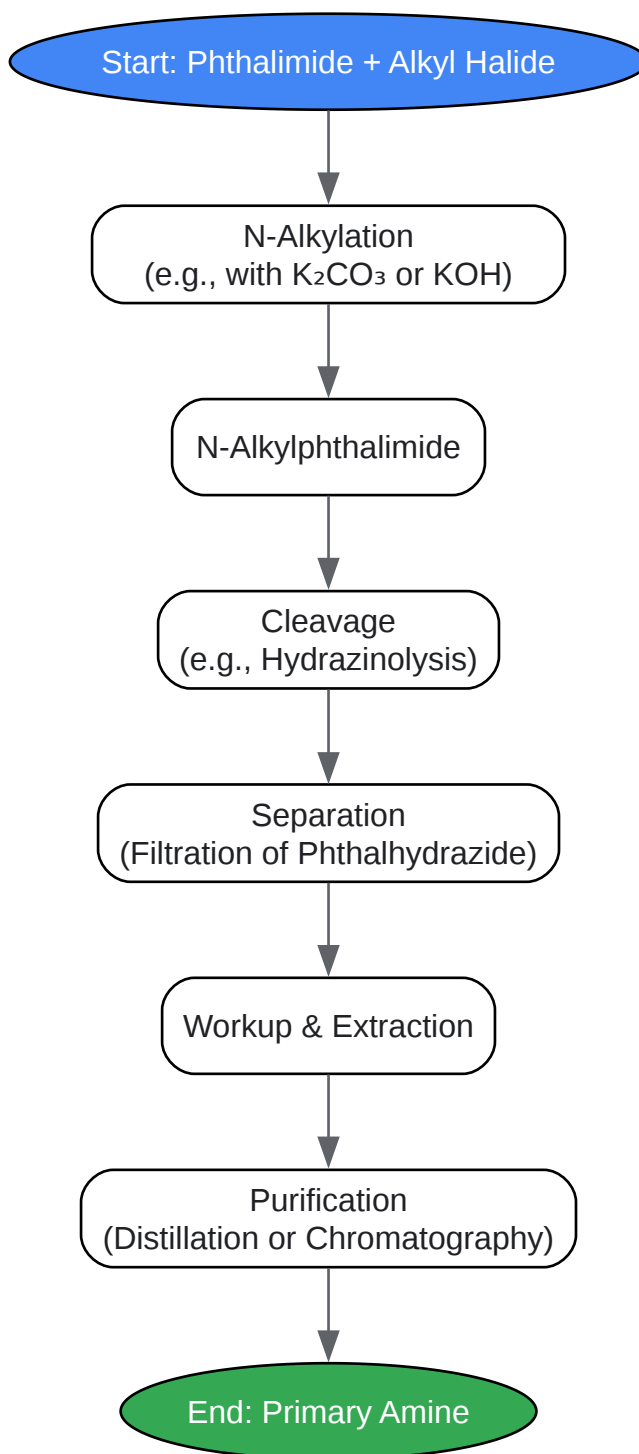 Start: Phthalimide + Alkyl Halide
N-Alkylation
(e.g., with K₂CO₃ or KOH)
N-Alkylphthalimide
Cleavage
(e.g., Hydrazinolysis)
Separation
(Filtration of Phthalhydrazide)
Workup & Extraction
Purification
(Distillation or Chromatography)
End: Primary Amine